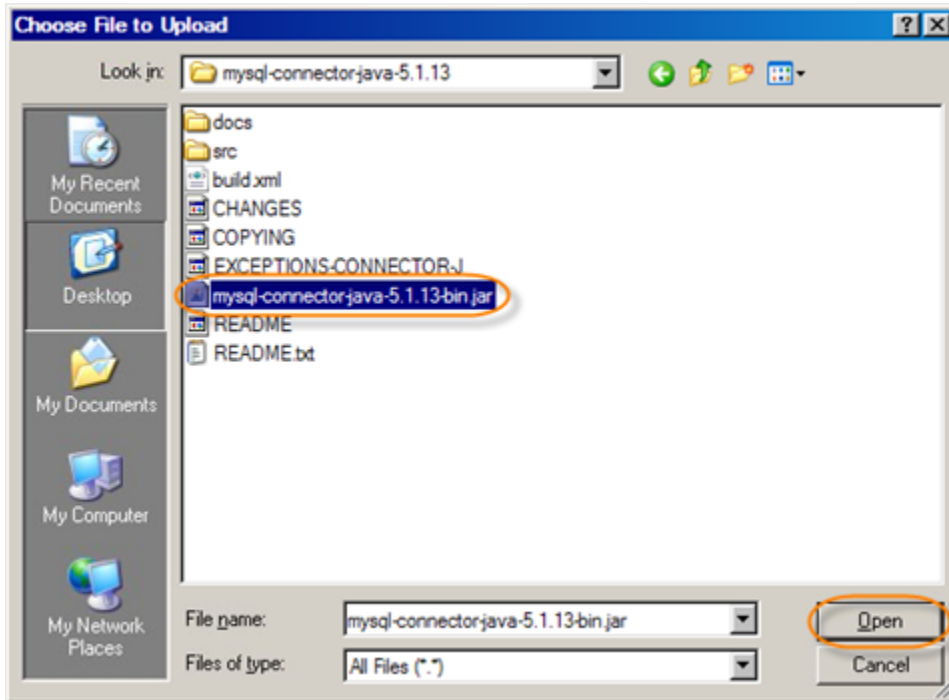 Choose File to Upload
Look in: mysql-connector-java-5.1.13
My Recent
Documents
Desktop
My Documents
My Computer
My Network
Places
docs
src
build.xml
CHANGES
COPYING
EXCEPTIONS-CONNECTOR-J
mysql-connector-java-5.1.13-bin.jar
README
README.txt
File name: mysql-connector-java-5.1.13-bin.jar Open
Files of type: All Files (*.*) Cancel